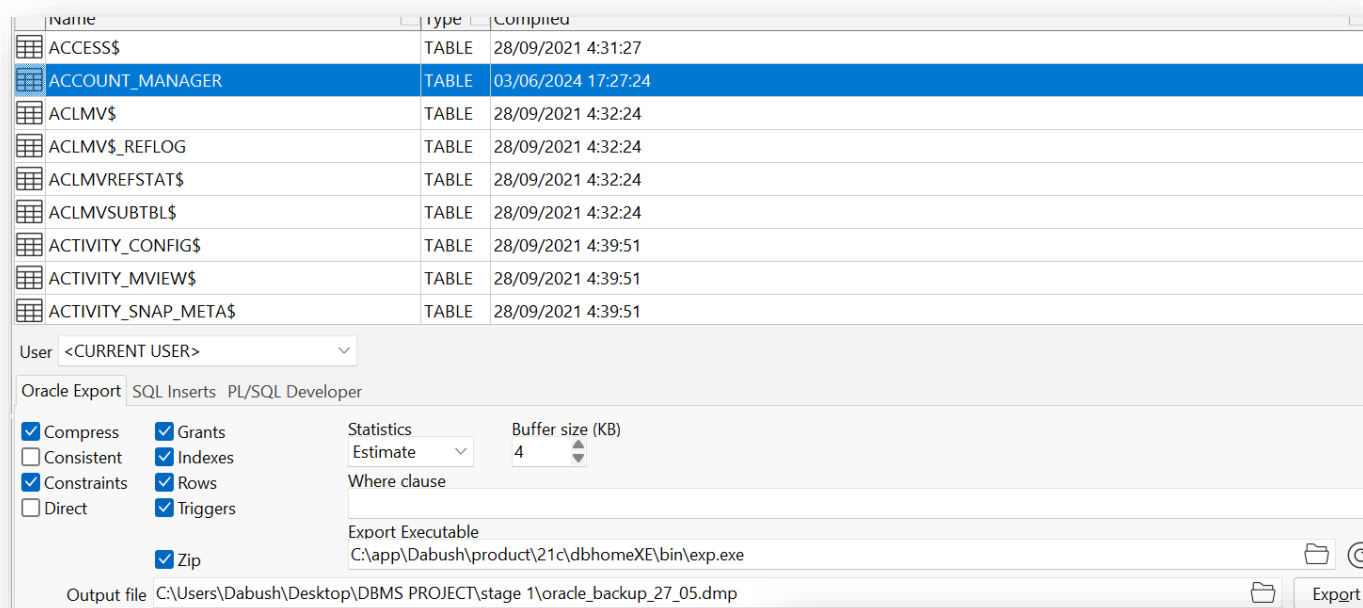 Name Type Compiled
ACCESS$ TABLE 28/09/2021 4:31:27
ACCOUNT_MANAGER TABLE 03/06/2024 17:27:24
ACLMV$ TABLE 28/09/2021 4:32:24
ACLMV$_REFLOG TABLE 28/09/2021 4:32:24
ACLMVREFSTAT$ TABLE 28/09/2021 4:32:24
ACLMVSUBTBL$ TABLE 28/09/2021 4:32:24
ACTIVITY_CONFIG$ TABLE 28/09/2021 4:39:51
ACTIVITY_MVIEW$ TABLE 28/09/2021 4:39:51
ACTIVITY_SNAP_META$ TABLE 28/09/2021 4:39:51
User <CURRENT USER>
Oracle Export SQL Inserts PL/SQL Developer
Compress Grants Statistics Buffer size (KB)
Consistent Indexes Estimate 4
Constraints Rows Where clause
Direct Triggers
Export Executable
Zip C:\app\Dabush\product\21c\dbhomeXE\bin\exp.exe
Output file C:\Users\Dabush\Desktop\DBMS PROJECT\stage 1\oracle_backup_27_05.dmp Export